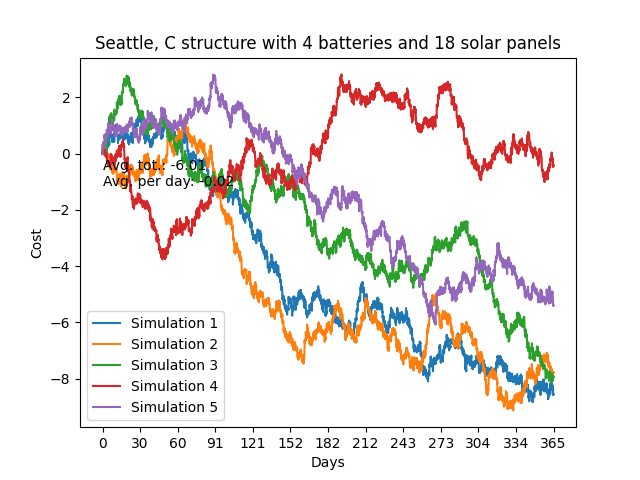 Seattle, C structure with 4 batteries and 18 solar panels
2
0
−2
−4
−6
−8
Cost
Avg. tot.: -6.01
Avg. per day: -0.02
Simulation 1
Simulation 2
Simulation 3
Simulation 4
Simulation 5
0 30 60 91 121 152 182 212 243 273 304 334 365
Days